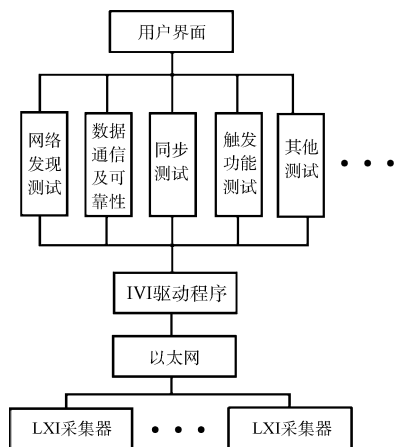 用户界面
网络
发现
测试
数据
通信
及可
靠性
同步
测试
触发
功能
测试
其他
测试
IVI驱动程序
以太网
LXI采集器
LXI采集器